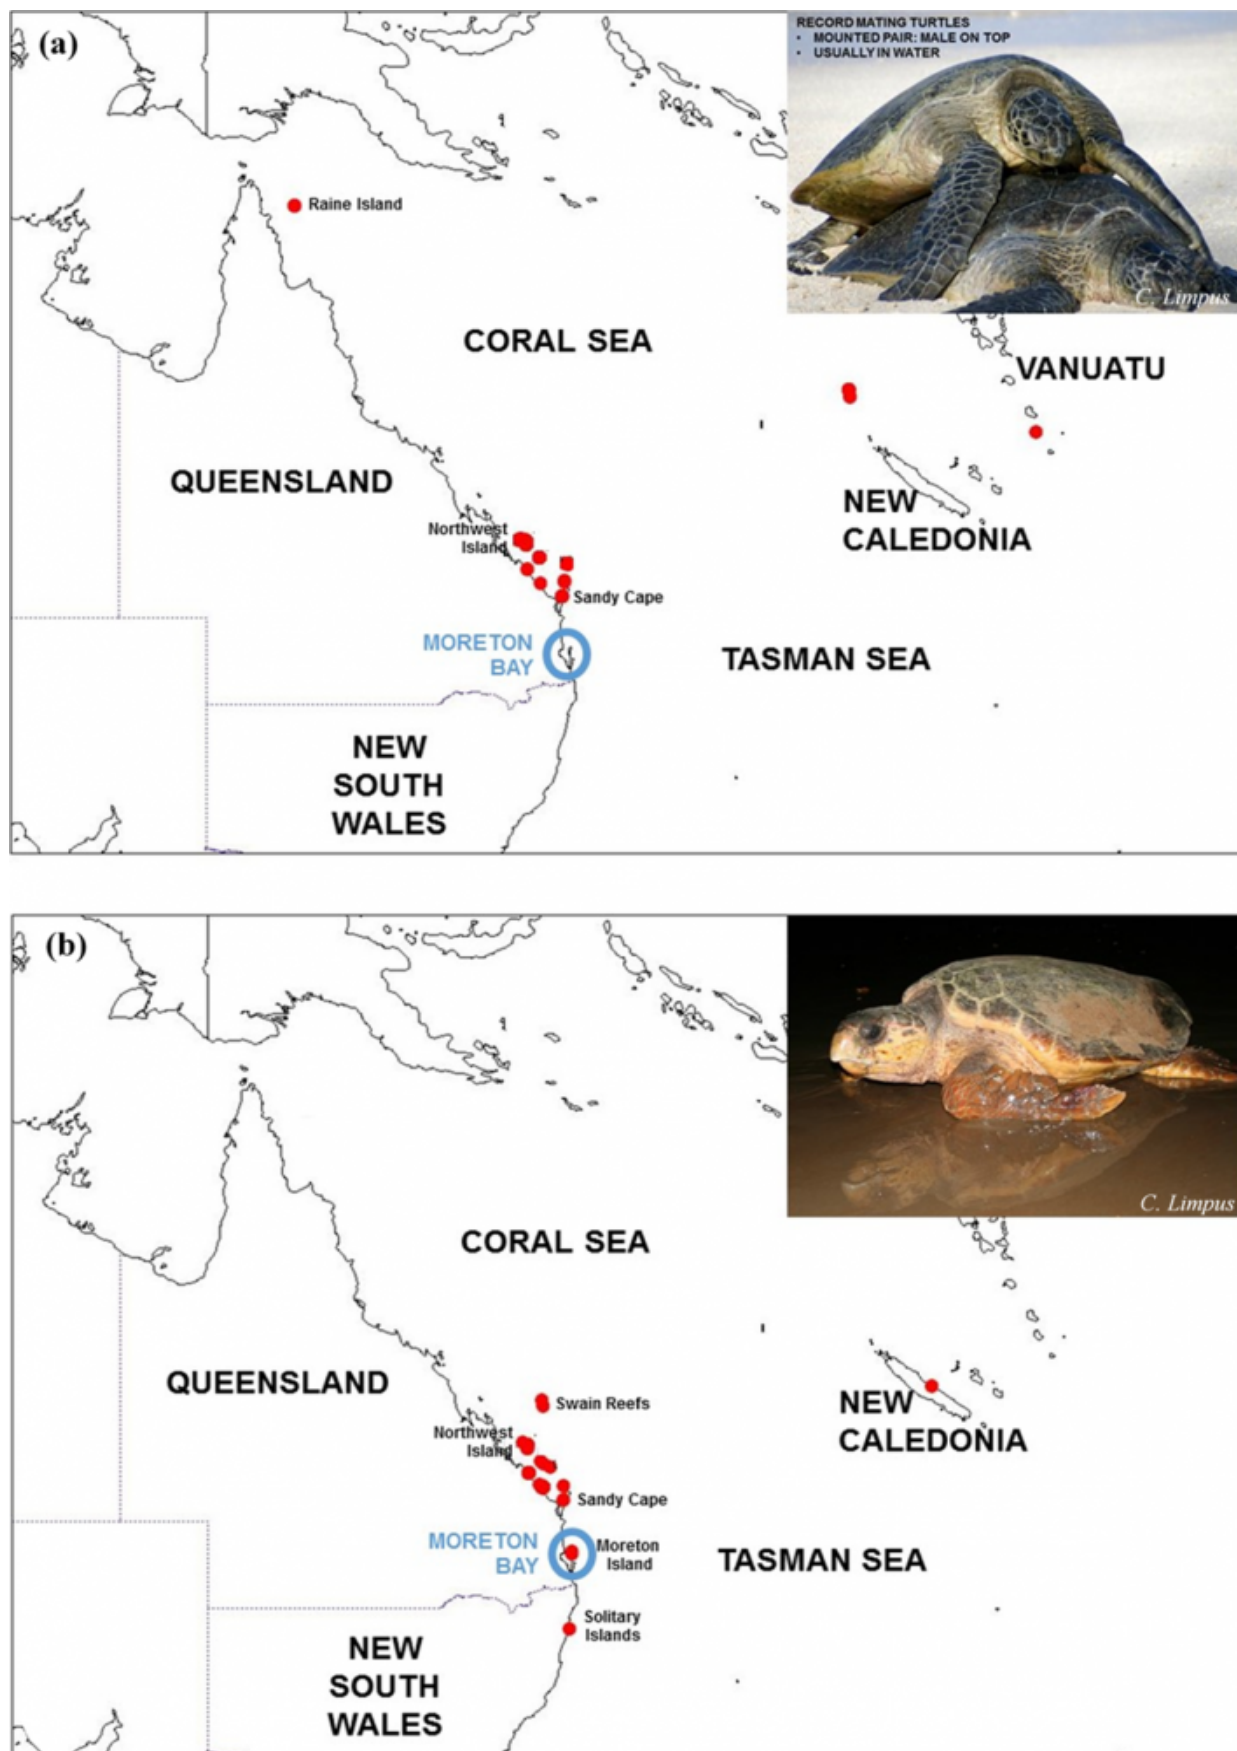 (a)
RECORD MATING TURTLES
• MOUNTED PAIR: MALE ON TOP
• USUALLY IN WATER
C. Limpus
Raine Island
CORAL SEA
VANUATU
QUEENSLAND
NEW
CALEDONIA
Northwest
Island
Sandy Cape
MORETON
BAY
TASMAN SEA
NEW
SOUTH
WALES
(b)
C. Limpus
CORAL SEA
QUEENSLAND
Swain Reefs
NEW
CALEDONIA
Northwest
Island
Sandy Cape
MORETON
BAY
Moreton
Island
TASMAN SEA
Solitary
Islands
NEW
SOUTH
WALES